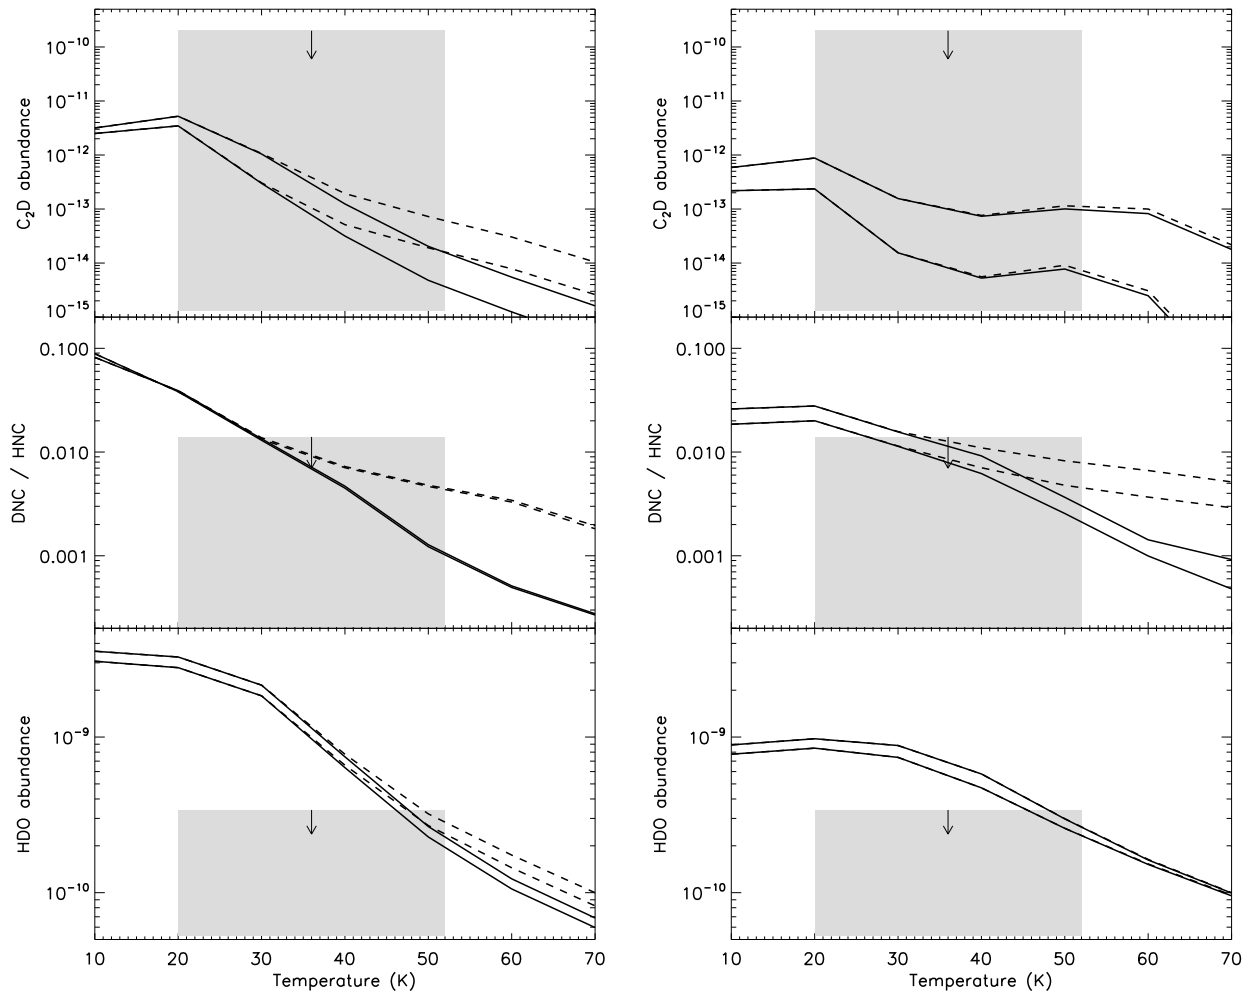 10⁻¹⁰
10⁻¹¹
10⁻¹²
10⁻¹³
10⁻¹⁴
10⁻¹⁵
C₂D abundance
10⁻¹⁰
10⁻¹¹
10⁻¹²
10⁻¹³
10⁻¹⁴
10⁻¹⁵
C₂D abundance
0.100
0.010
0.001
DNC / HNC
0.100
0.010
0.001
DNC / HNC
10⁻⁹
10⁻¹⁰
HDO abundance
10 20 30 40 50 60 70
Temperature (K)
10⁻⁹
10⁻¹⁰
HDO abundance
10 20 30 40 50 60 70
Temperature (K)